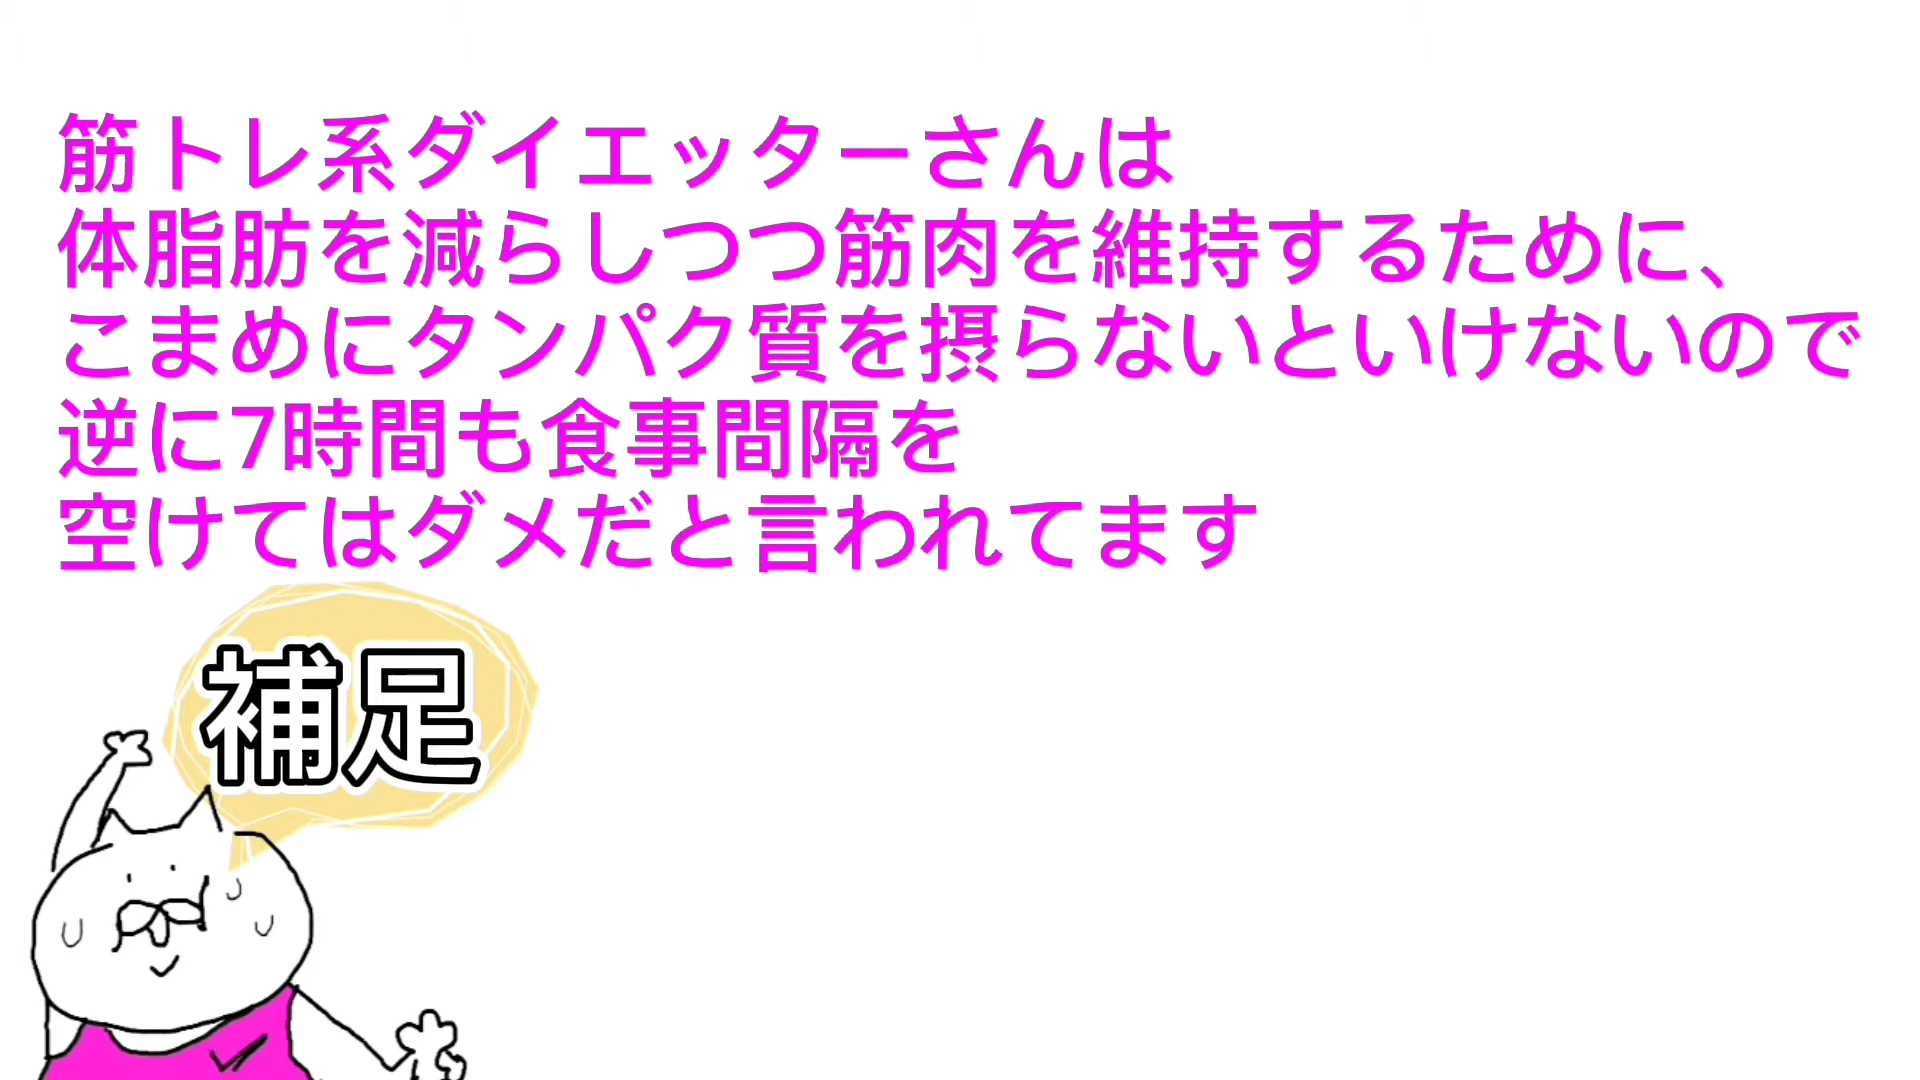 筋トレ系ダイエッターさんは
体脂肪を減らしつつ筋肉を維持するために、
こまめにタンパク質を摂らないといけないので
逆に7時間も食事間隔を
空けてはダメだと言われてます
補足